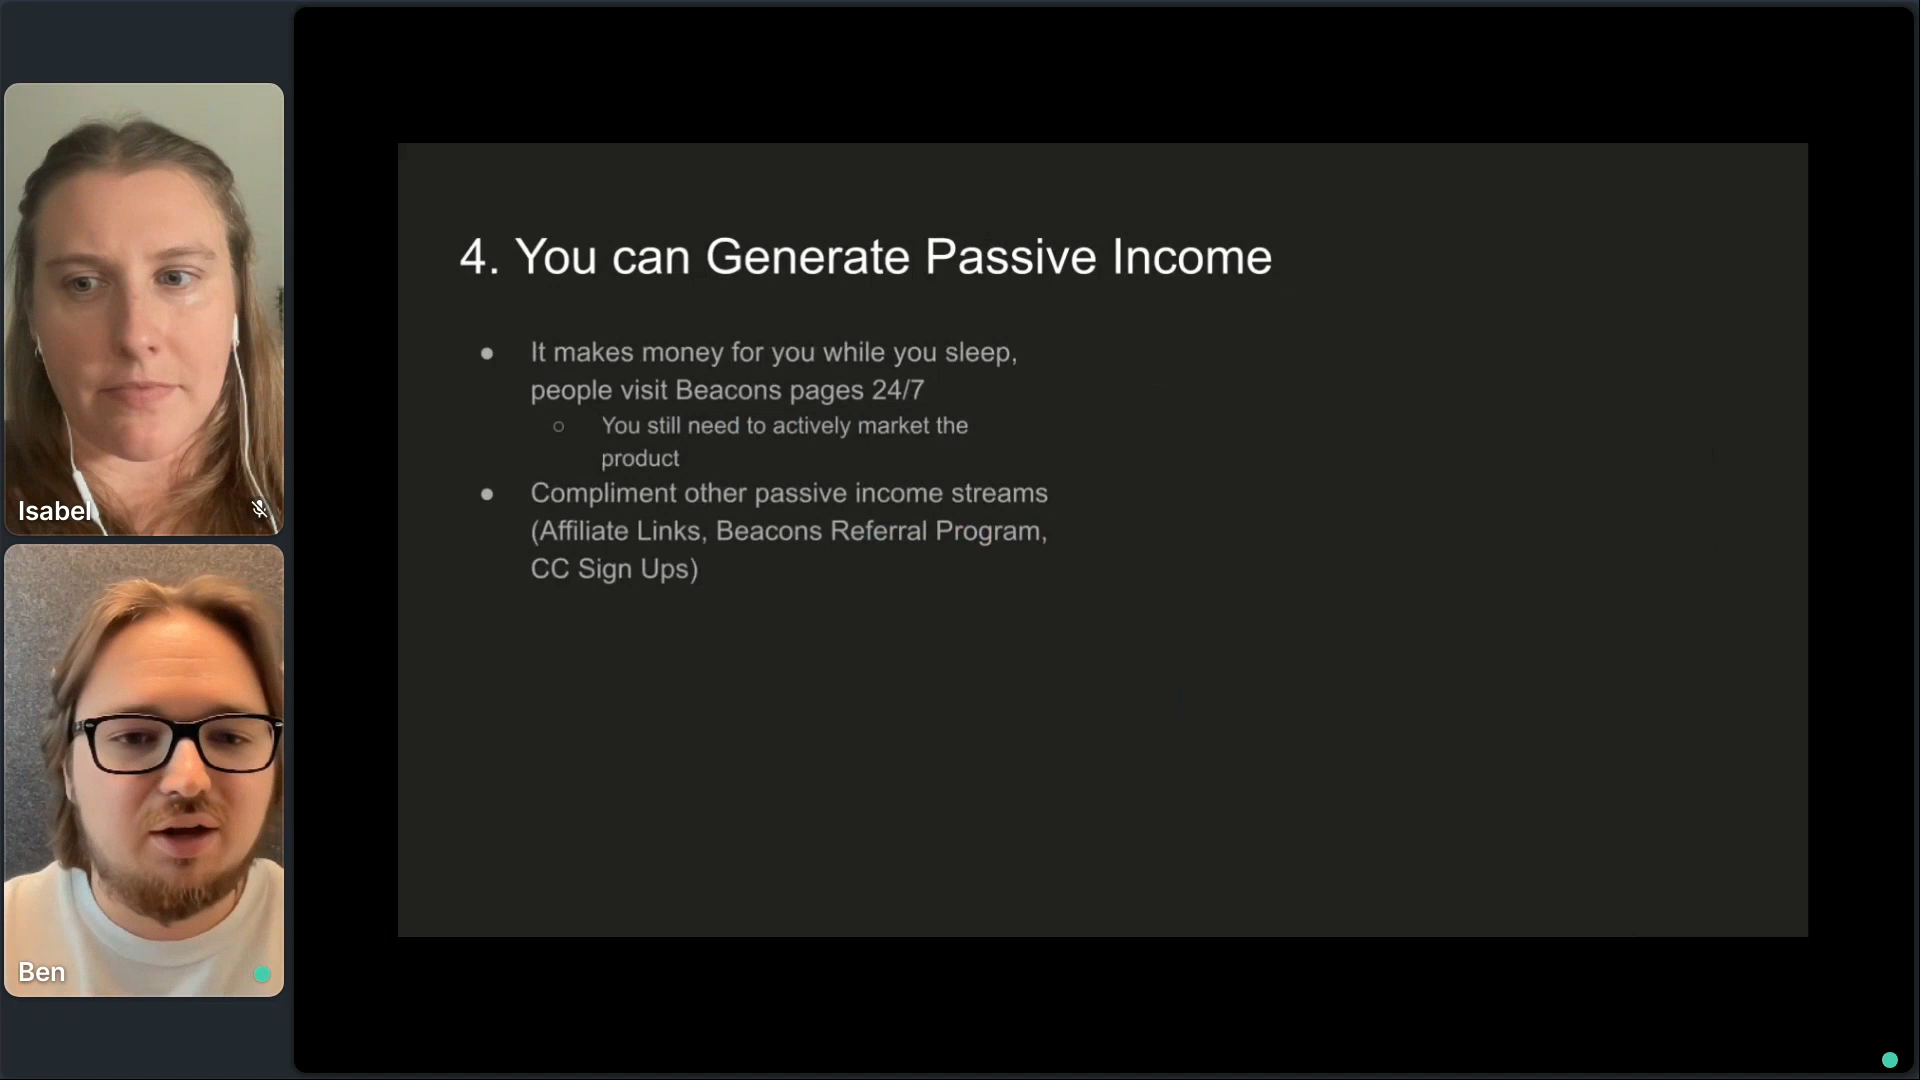 4. You can Generate Passive Income
● It makes money for you while you sleep,
people visit Beacons pages 24/7
○ You still need to actively market the
product
● Compliment other passive income streams
(Affiliate Links, Beacons Referral Program,
CC Sign Ups)
Isabel
Ben